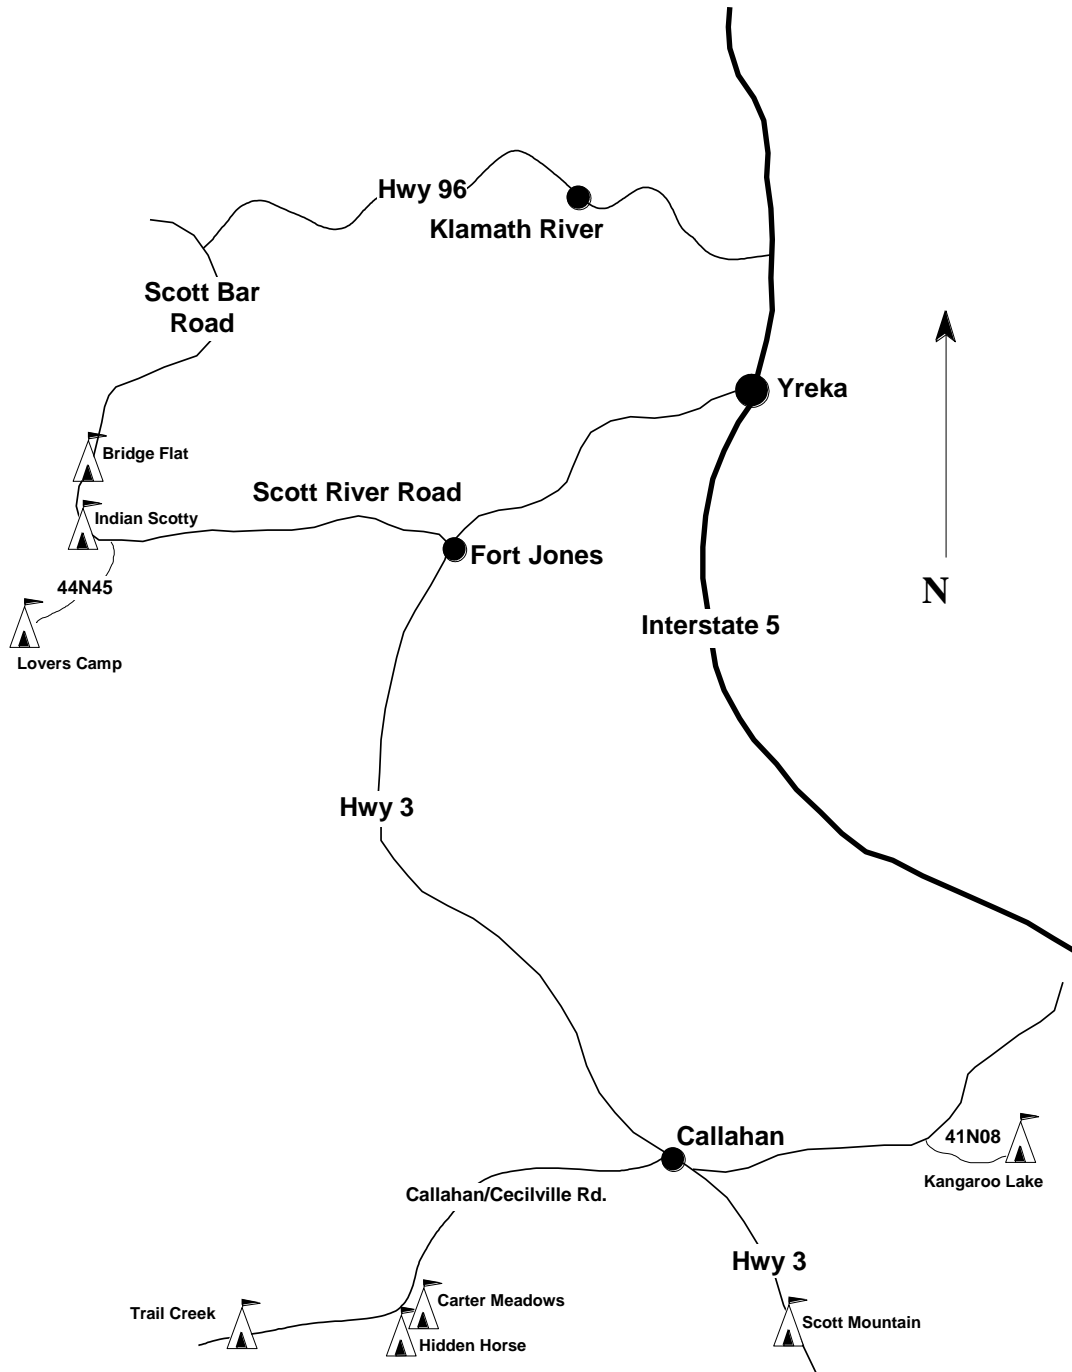 Hwy 96
Klamath River
Scott Bar
Road
Yreka
Bridge Flat
Scott River Road
Indian Scotty
Fort Jones
44N45
N
Interstate 5
Lovers Camp
Hwy 3
Callahan
41N08
Kangaroo Lake
Callahan/Cecilville Rd.
Hwy 3
Carter Meadows
Trail Creek
Scott Mountain
Hidden Horse